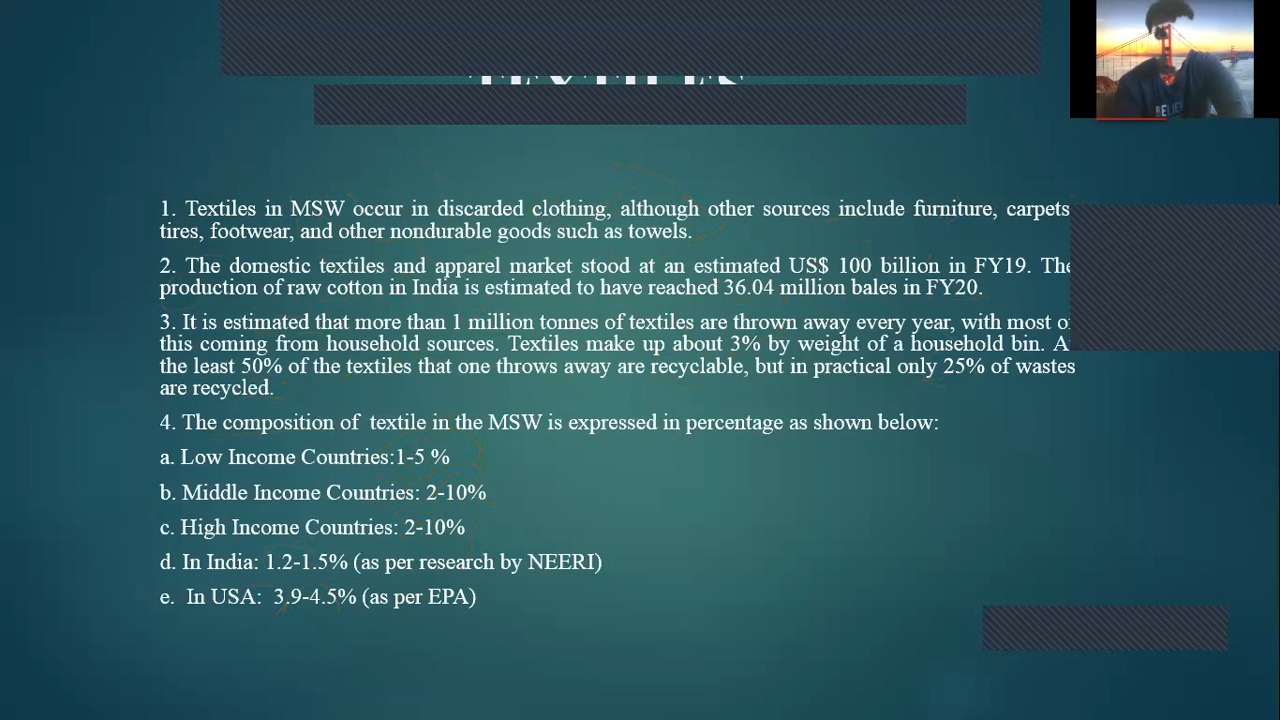 TEXTILES
1. Textiles in MSW occur in discarded clothing, although other sources include furniture, carpets
tires, footwear, and other nondurable goods such as towels.
2. The domestic textiles and apparel market stood at an estimated US$ 100 billion in FY19. The
production of raw cotton in India is estimated to have reached 36.04 million bales in FY20.
3. It is estimated that more than 1 million tonnes of textiles are thrown away every year, with most
this coming from household sources. Textiles make up about 3% by weight of a household bin.
the least 50% of the textiles that one throws away are recyclable, but in practical only 25% of wastes
are recycled.
4. The composition of textile in the MSW is expressed in percentage as shown below:
a. Low Income Countries:1-5 %
b. Middle Income Countries: 2-10%
c. High Income Countries: 2-10%
d. In India: 1.2-1.5% (as per research by NEERI)
e. In USA: 3.9-4.5% (as per EPA)